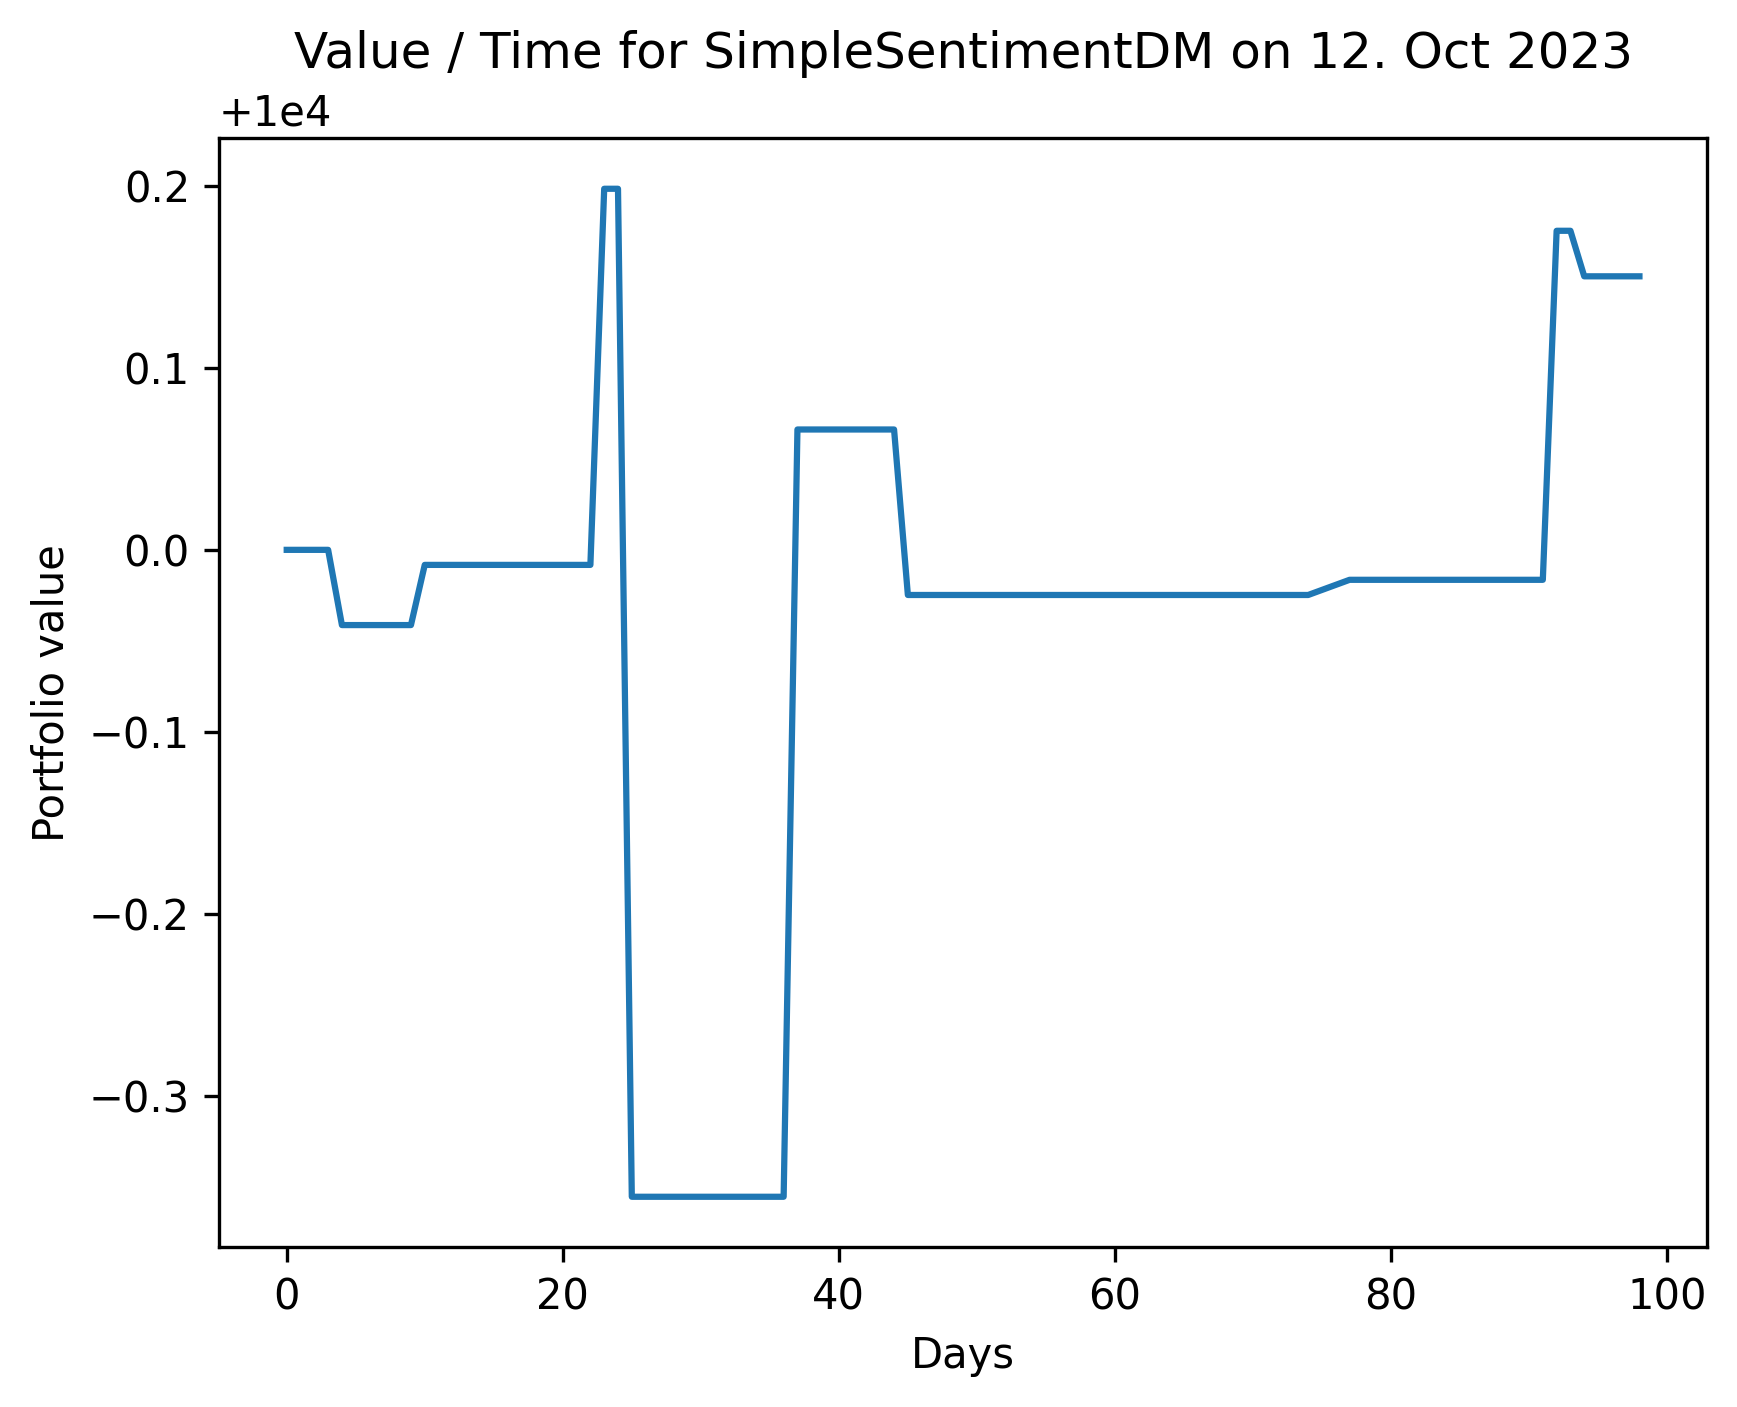 Value / Time for SimpleSentimentDM on 12. Oct 2023
+1e4
0.2
0.1
0.0
−0.1
−0.2
−0.3
Portfolio value
0 20 40 60 80 100
Days